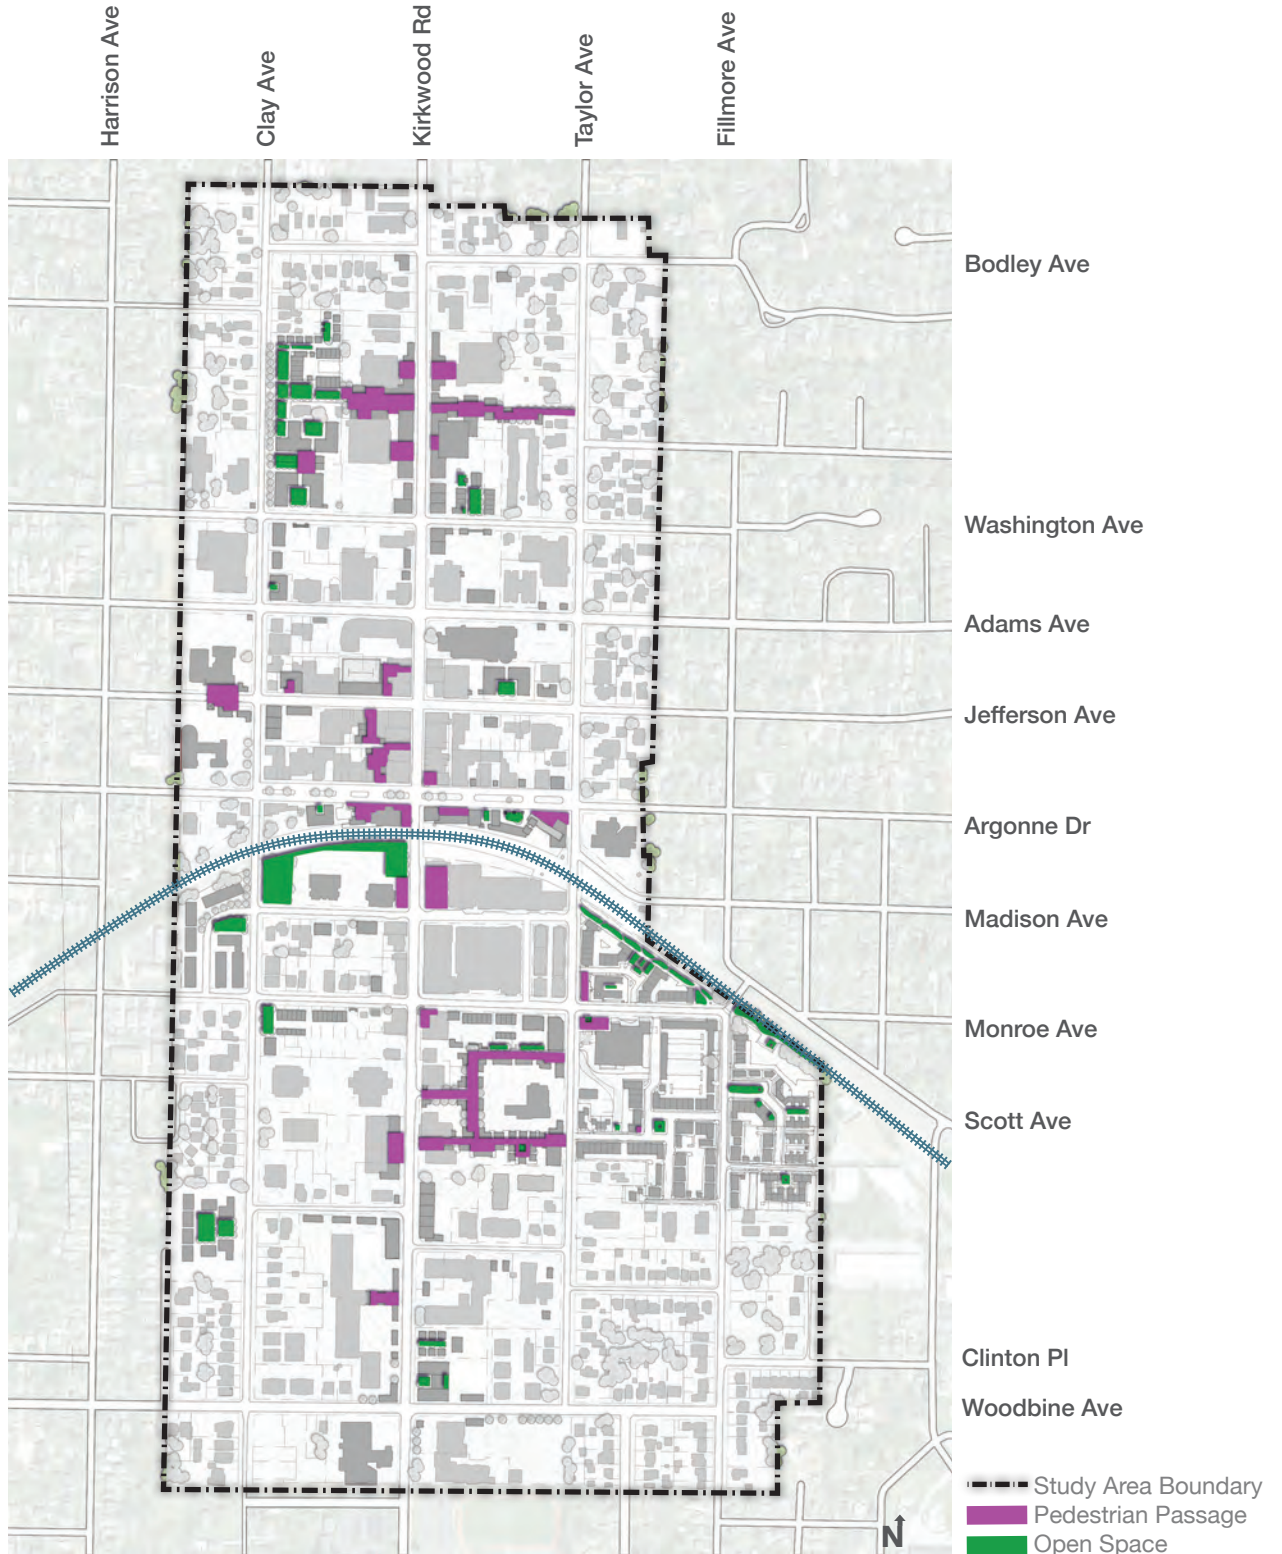 Harrison Ave
Clay Ave
Kirkwood Rd
Taylor Ave
Fillmore Ave
Bodley Ave
Washington Ave
Adams Ave
Jefferson Ave
Argonne Dr
Madison Ave
Monroe Ave
Scott Ave
Clinton Pl
Woodbine Ave
Study Area Boundary
Pedestrian Passage
Open Space
N